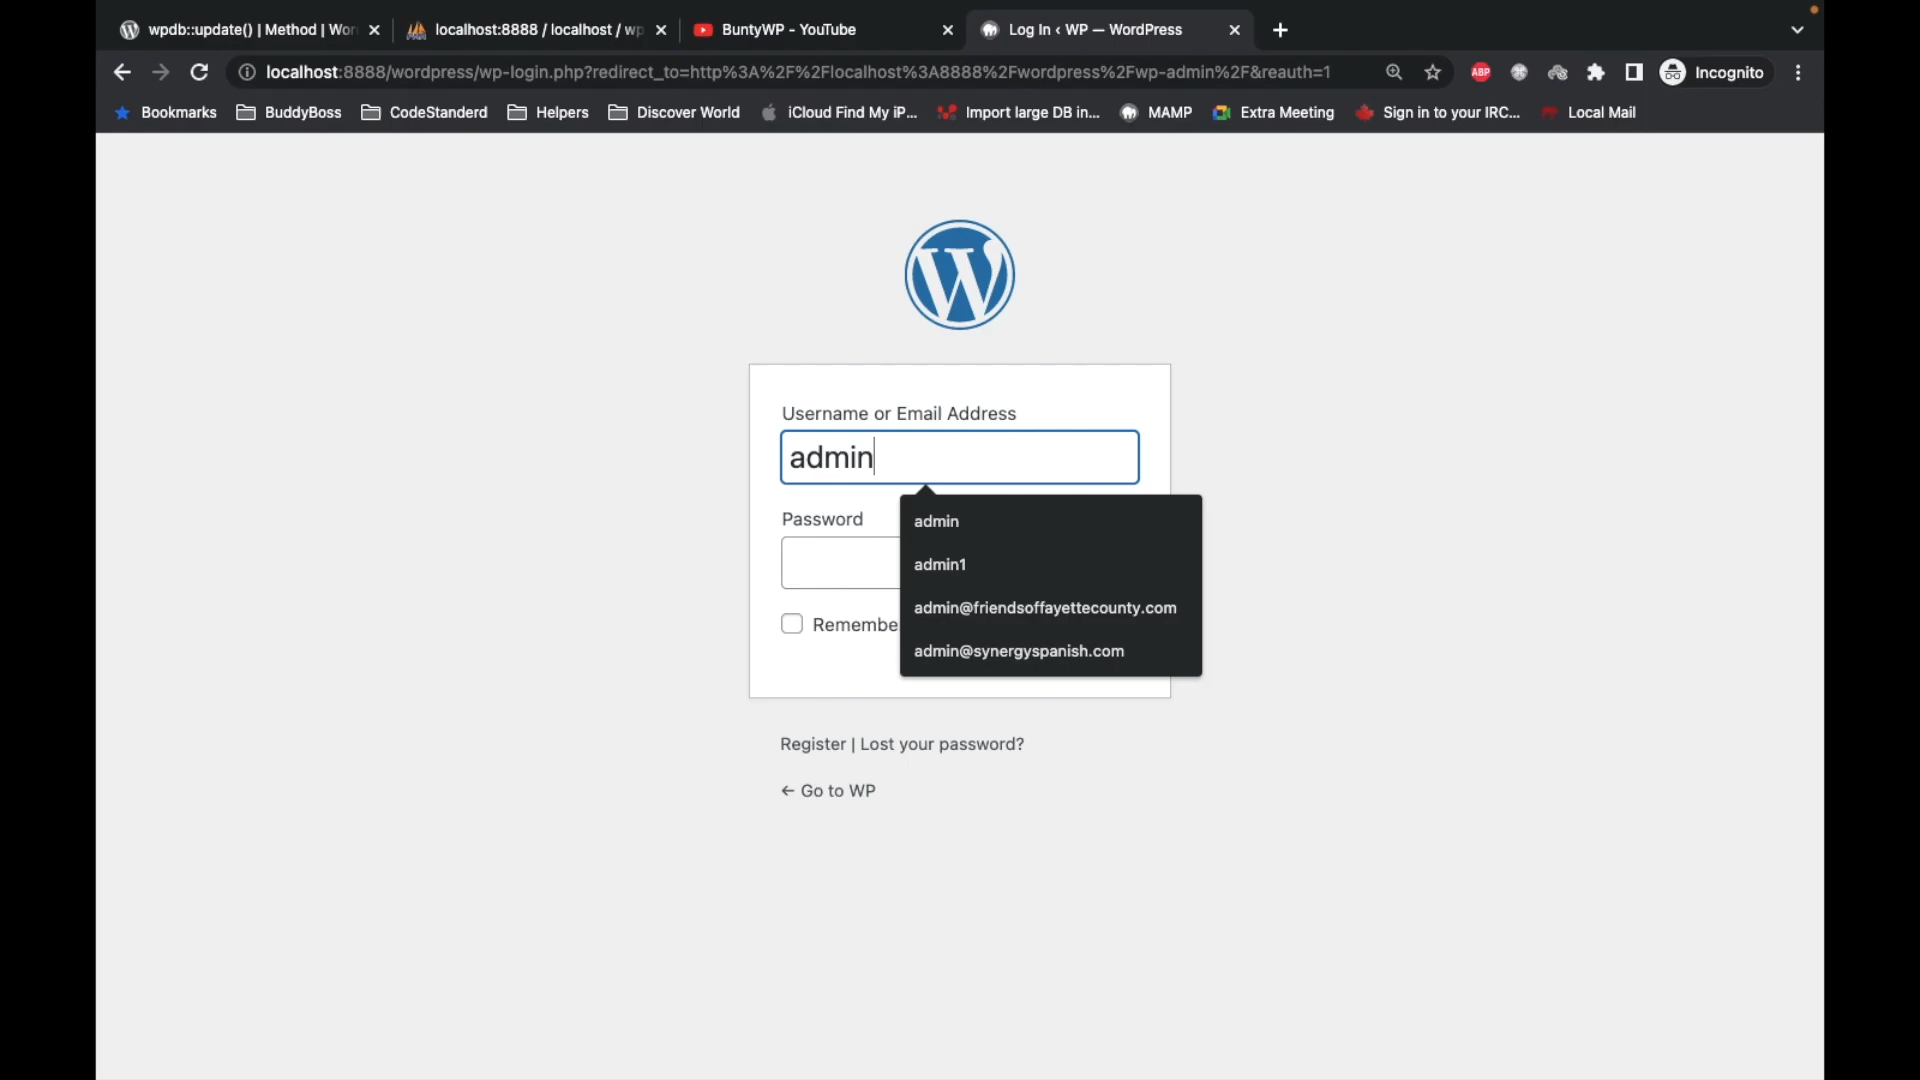 wpdb::update() | Method | Wor
localhost:8888 / localhost / wp
BuntyWP - YouTube
Log In ‹ WP — WordPress
localhost:8888/wordpress/wp-login.php?redirect_to=http%3A%2F%2Flocalhost%3A8888%2Fwordpress%2Fwp-admin%2F&reauth=1
ABP
Incognito
Bookmarks
BuddyBoss
CodeStanderd
Helpers
Discover World
iCloud Find My iP...
Import large DB in...
MAMP
Extra Meeting
Sign in to your IRC...
Local Mail
Username or Email Address
admin
Password
admin
admin1
admin@friendsoffayettecounty.com
admin@synergyspanish.com
Remembe
Register | Lost your password?
← Go to WP